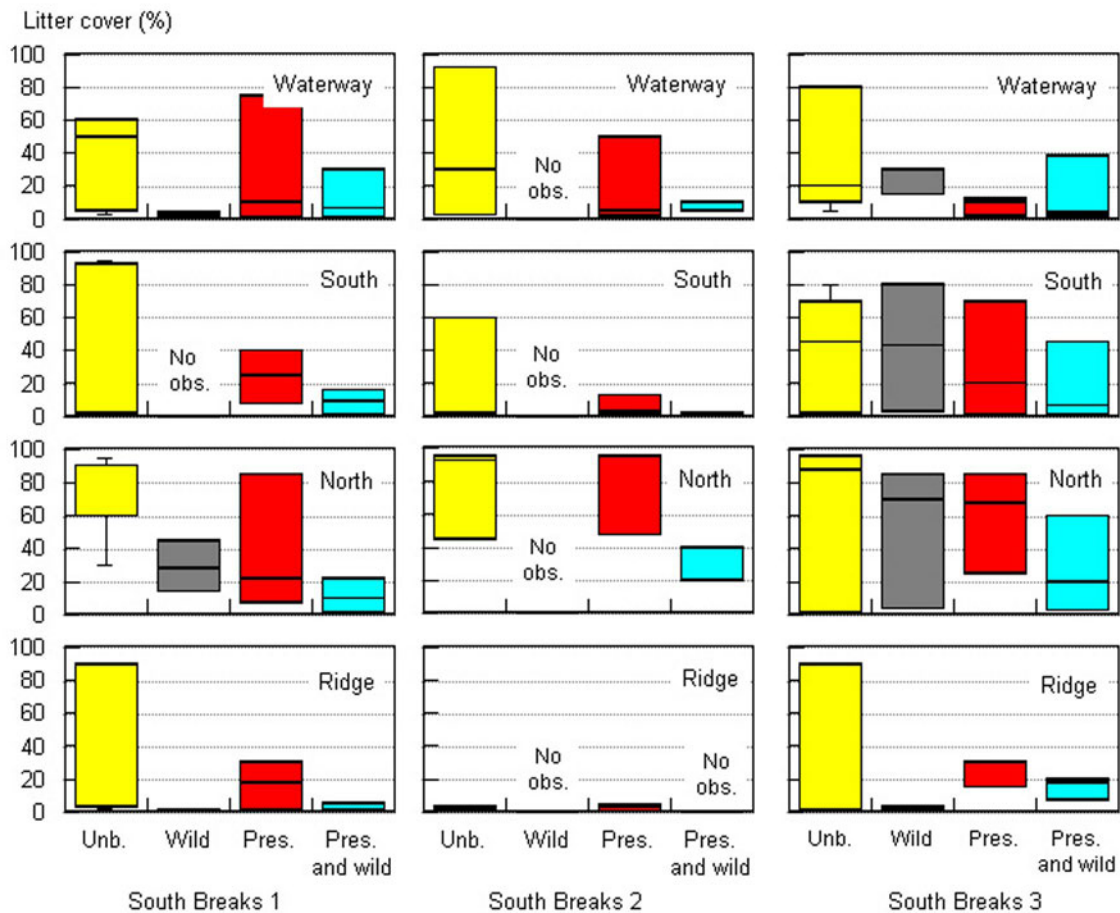 Litter cover (%)
100
80
60
40
20
0
Waterway
Waterway
No
obs.
Waterway
100
80
60
40
20
0
South
No
obs.
South
No
obs.
South
100
80
60
40
20
0
North
North
No
obs.
North
100
80
60
40
20
0
Ridge
Ridge
No
obs.
No
obs.
Ridge
Unb.
Wild
Pres.
Pres.
and wild
Unb.
Wild
Pres.
Pres.
and wild
Unb.
Wild
Pres.
Pres.
and wild
South Breaks 1
South Breaks 2
South Breaks 3